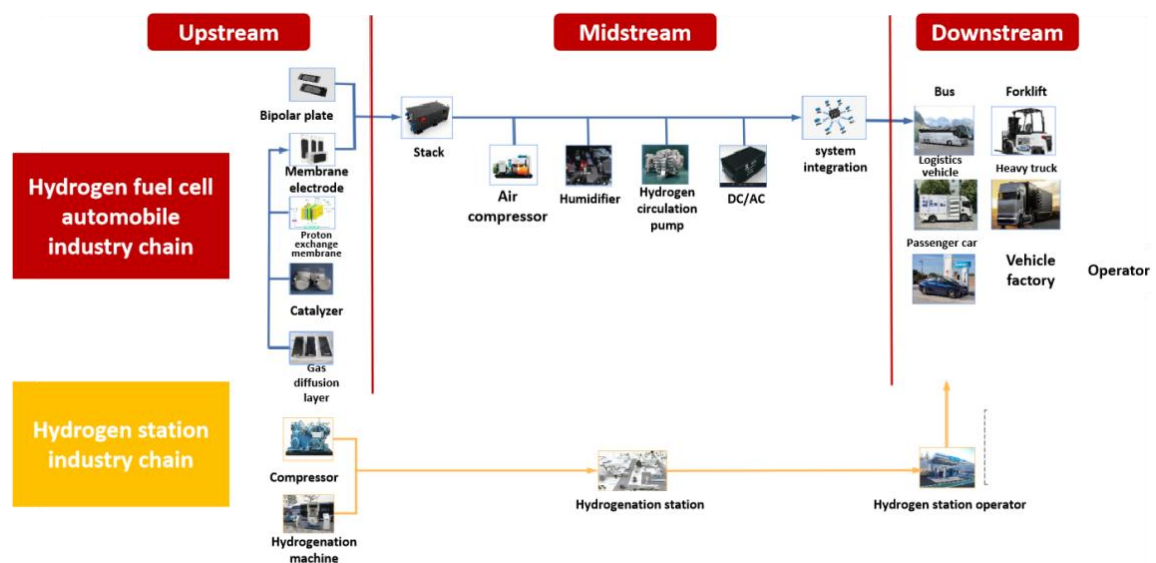 Upstream
Midstream
Downstream
Hydrogen fuel cell
automobile
industry chain
Bipolar plate
Membrane
electrode
Proton
exchange
membrane
Catalyzer
Gas
diffusion
layer
Stack
Air
compressor
Humidifier
Hydrogen
circulation
pump
DC/AC
system
integration
Bus
Forklift
Logistics
vehicle
Heavy truck
Passenger car
Vehicle
factory
Operator
Hydrogen station
industry chain
Compressor
Hydrogenation
machine
Hydrogenation station
Hydrogen station operator